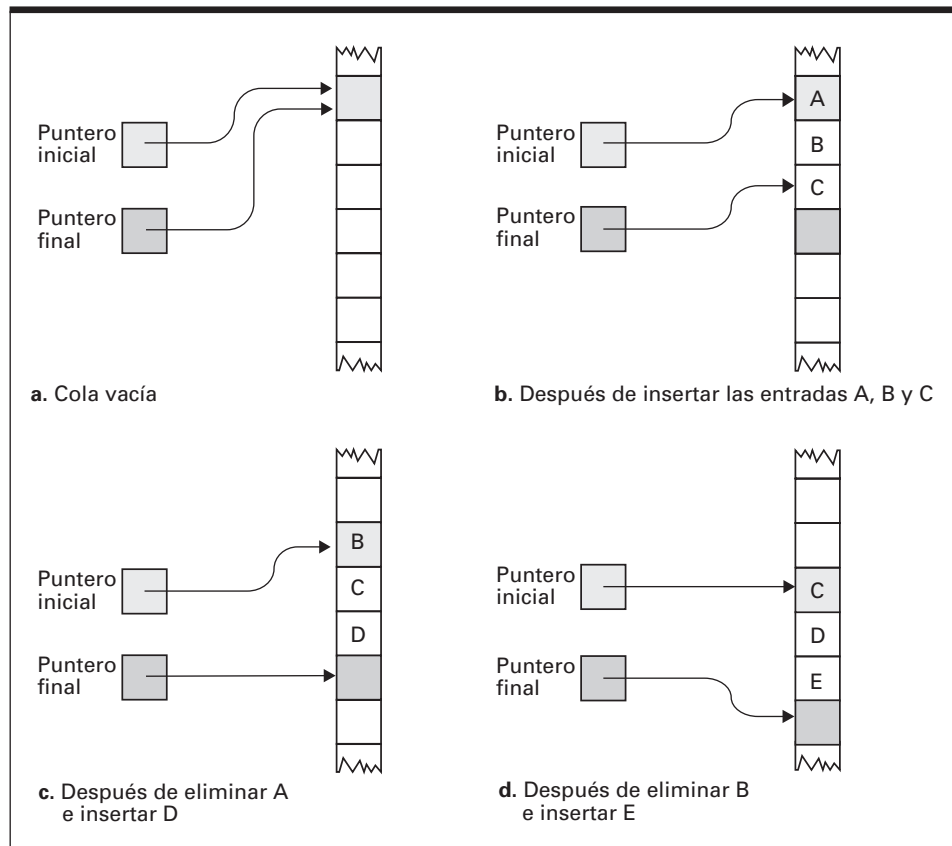 Puntero
inicial
Puntero
final
a. Cola vacía
Puntero
inicial
Puntero
final
A
B
C
b. Después de insertar las entradas A, B y C
Puntero
inicial
Puntero
final
B
C
D
c. Después de eliminar A
e insertar D
Puntero
inicial
Puntero
final
C
D
E
d. Después de eliminar B
e insertar E